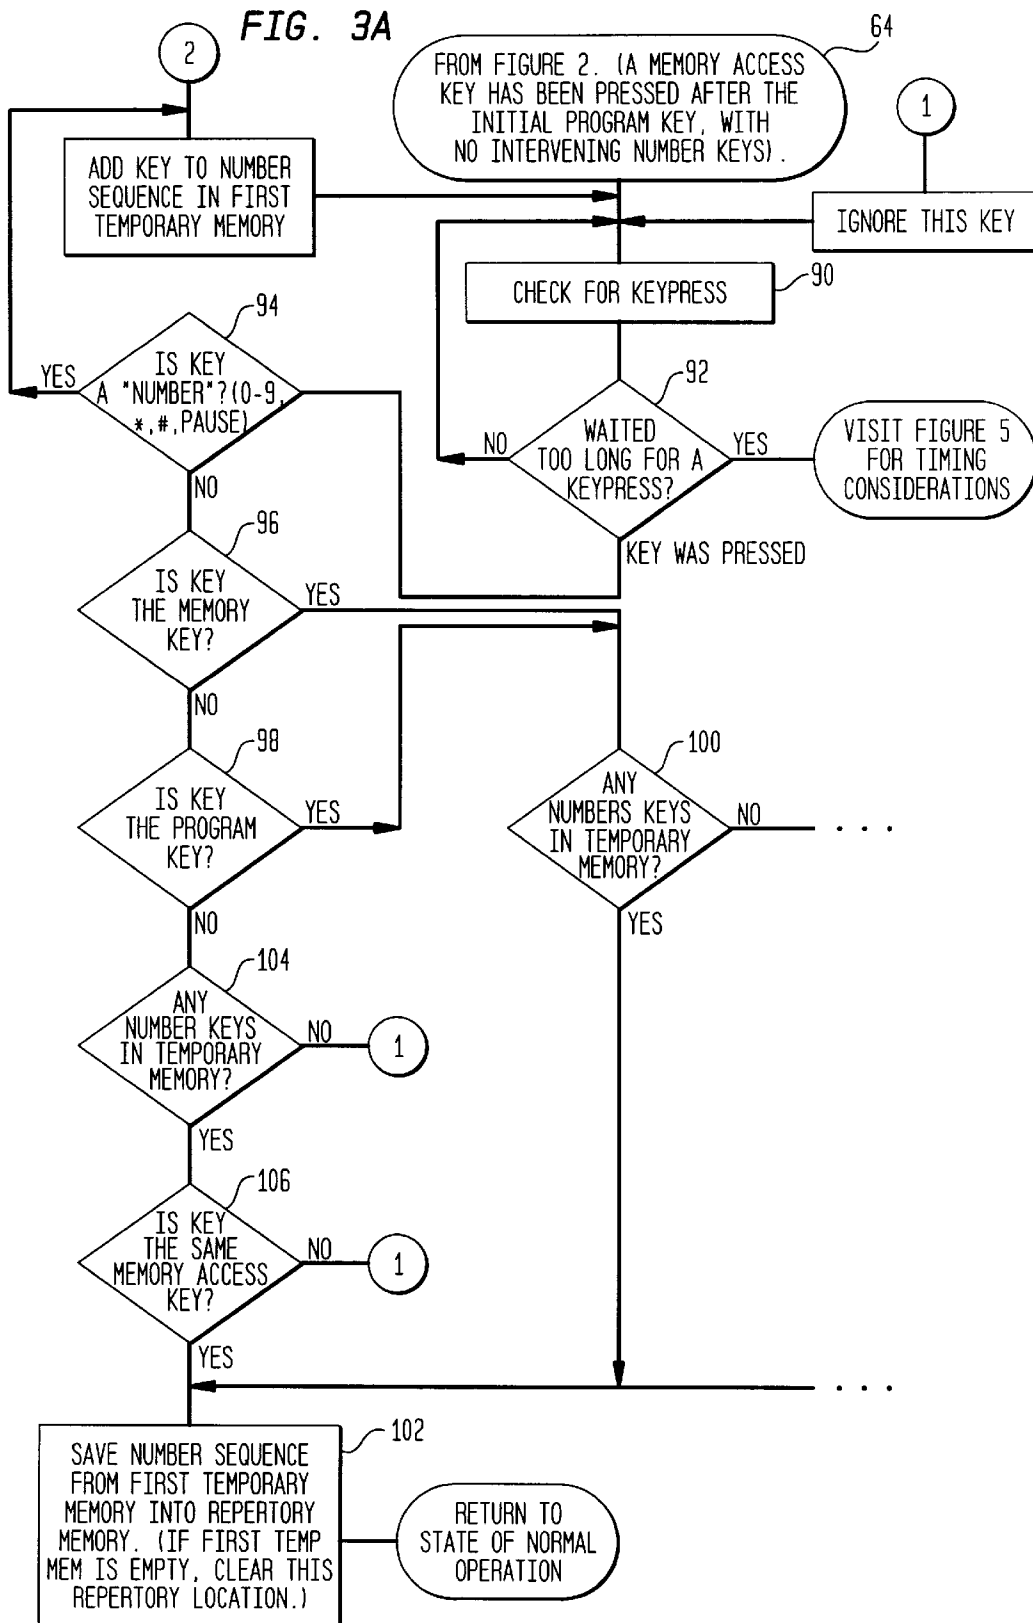 FIG. 3A
2
64
FROM FIGURE 2. (A MEMORY ACCESS
KEY HAS BEEN PRESSED AFTER THE
INITIAL PROGRAM KEY, WITH
NO INTERVENING NUMBER KEYS).
1
ADD KEY TO NUMBER
SEQUENCE IN FIRST
TEMPORARY MEMORY
IGNORE THIS KEY
CHECK FOR KEYPRESS
90
94
IS KEY
A "NUMBER"?(0-9,
*,#,PAUSE)
YES
NO
92
WAITED
TOO LONG FOR A
KEYPRESS?
NO
YES
VISIT FIGURE 5
FOR TIMING
CONSIDERATIONS
KEY WAS PRESSED
96
IS KEY
THE MEMORY
KEY?
YES
NO
98
IS KEY
THE PROGRAM
KEY?
YES
NO
100
ANY
NUMBERS KEYS
IN TEMPORARY
MEMORY?
NO
. . .
YES
104
ANY
NUMBER KEYS
IN TEMPORARY
MEMORY?
NO
1
YES
106
IS KEY
THE SAME
MEMORY ACCESS
KEY?
NO
1
YES
. . .
102
SAVE NUMBER SEQUENCE
FROM FIRST TEMPORARY
MEMORY INTO REPERTORY
MEMORY. (IF FIRST TEMP
MEM IS EMPTY, CLEAR THIS
REPERTORY LOCATION.)
RETURN TO
STATE OF NORMAL
OPERATION